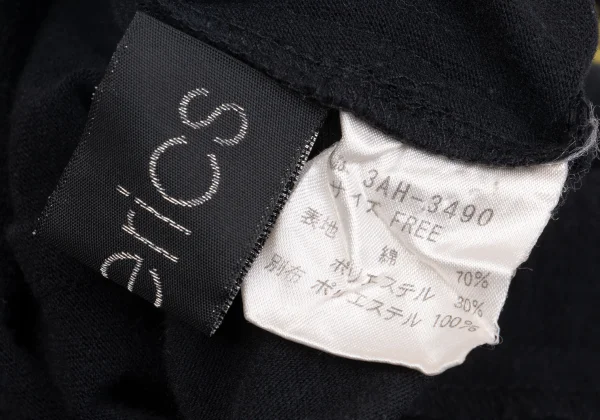 erics
No. 3AH-3490
サイズ FREE
表地 綿 70%
ポリエステル 30%
別布 ポリエステル 100%